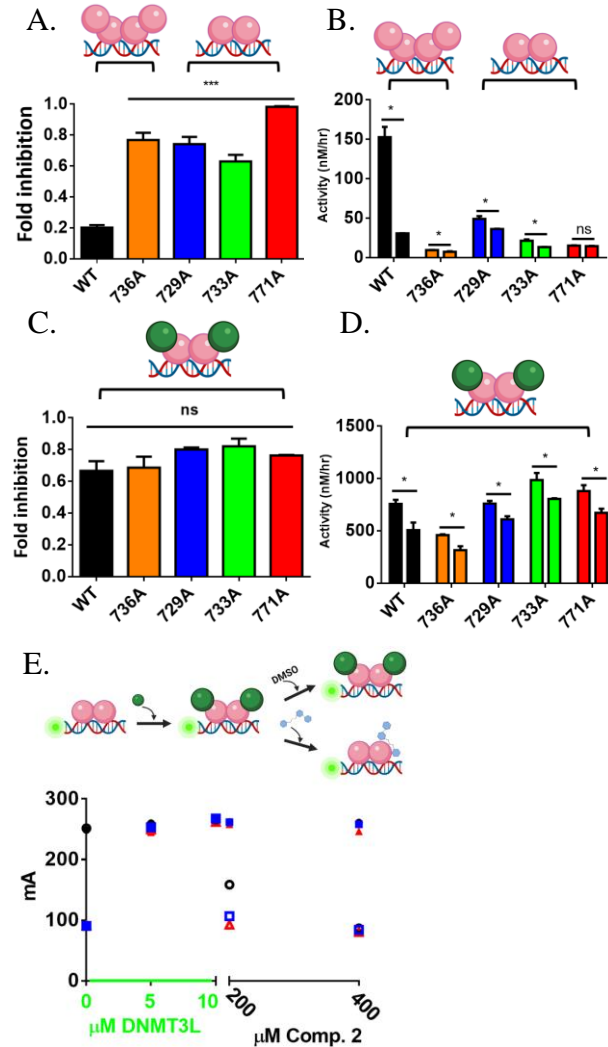 A.
***
Fold inhibition
1.0
0.8
0.6
0.4
0.2
0.0
WT
736A
729A
733A
771A
B.
Activity (nM/hr)
200
150
100
50
0
*
*
*
*
ns
WT
736A
729A
733A
771A
C.
ns
Fold inhibition
1.0
0.8
0.6
0.4
0.2
0.0
WT
736A
729A
733A
771A
D.
Activity (nM/hr)
1500
1000
500
0
*
*
*
*
*
WT
736A
729A
733A
771A
E.
DMSO
mA
300
200
100
0
0
5
10
200
400
μM DNMT3L
μM Comp. 2